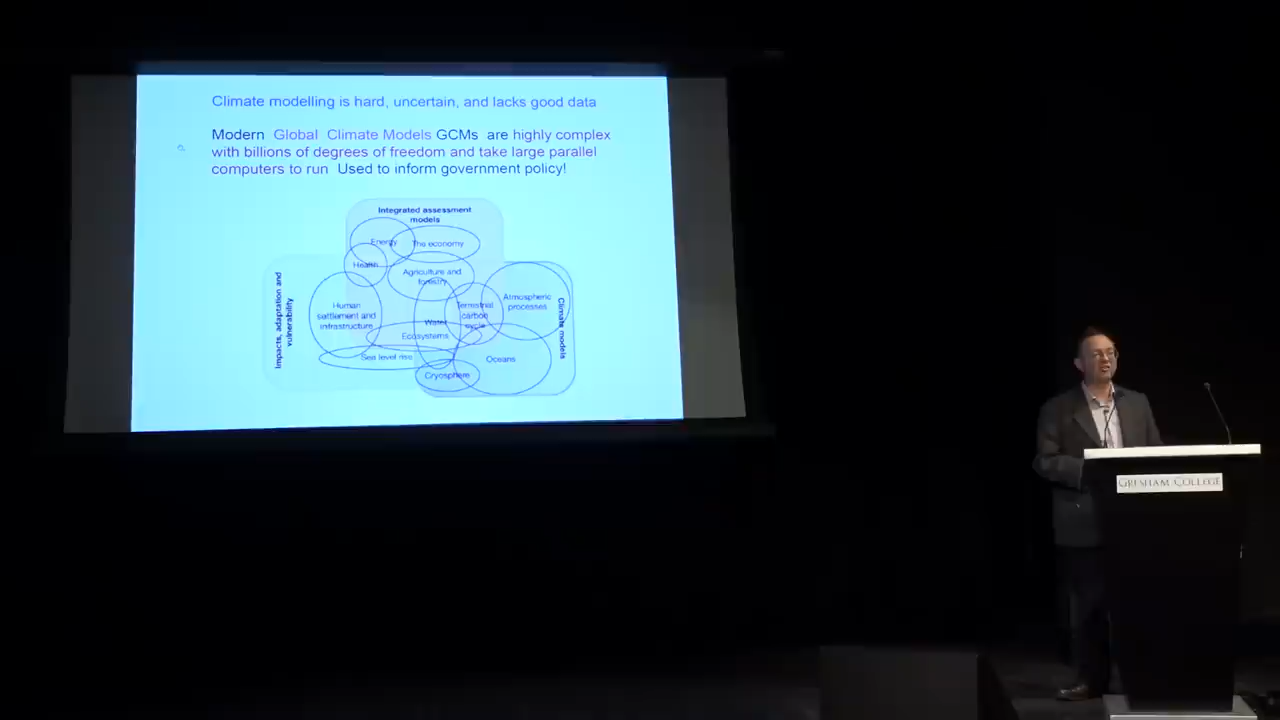 Climate modelling is hard, uncertain, and lacks good data
Modern Global Climate Models GCMs are highly complex
with billions of degrees of freedom and take large parallel
computers to run Used to inform government policy!
Integrated assessment
models
Energy
The economy
Health
Agriculture and
forestry
Impacts, adaptation and
vulnerability
Human
settlement and
infrastructure
Water
Terrestrial
carbon
cycle
Atmospheric
processes
Climate models
Ecosystems
Sea level rise
Oceans
Cryosphere
GRESHAM COLLEGE